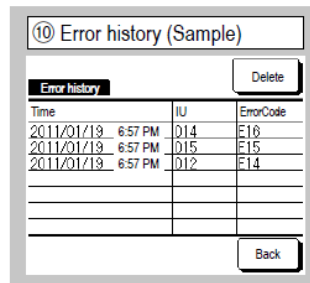 ⑩ Error history (Sample)
Delete
Error history
Time IU ErrorCode
2011/01/19 6:57 PM 014 E16
2011/01/19 6:57 PM 015 E15
2011/01/19 6:57 PM 012 E14
Back